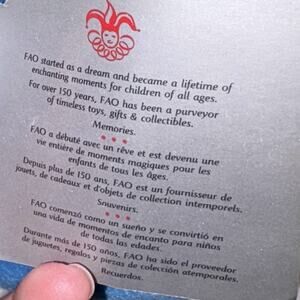 FAO started as a dream and became a lifetime of
enchanting moments for children of all ages.
For over 150 years, FAO has been a purveyor
of timeless toys, gifts & collectibles.
Memories.
FAO a débuté avec un rêve et est devenu une
vie entière de moments magiques pour les
enfants de tous les âges.
Depuis plus de 150 ans, FAO est un fournisseur de
jouets, de cadeaux et d'objets de collection intemporels.
Snuvenirs.
FAO comenzó como un sueño y se convirtió en
una vida de momentos de encanto para niños
de todas las edades.
Durante más de 150 años, FAO ha sido el proveedor
de juguetes, regalos y piezas de colección atemporales.
Recuerdos.